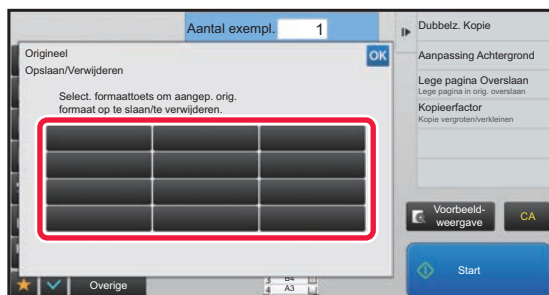 Aantal exempl. 1
Origineel
OK
Opslaan/Verwijderen
Select. formaattoets om aangep. orig.
formaat op te slaan/te verwijderen.
Overige
B4
4 A3
Dubbelz. Kopie
Aanpassing Achtergrond
Lege pagina Overslaan
Lege pagina in orig. overslaan
Kopieerfactor
Kopie vergroten/verkleinen
Voorbeeld-
weergave
CA
Start